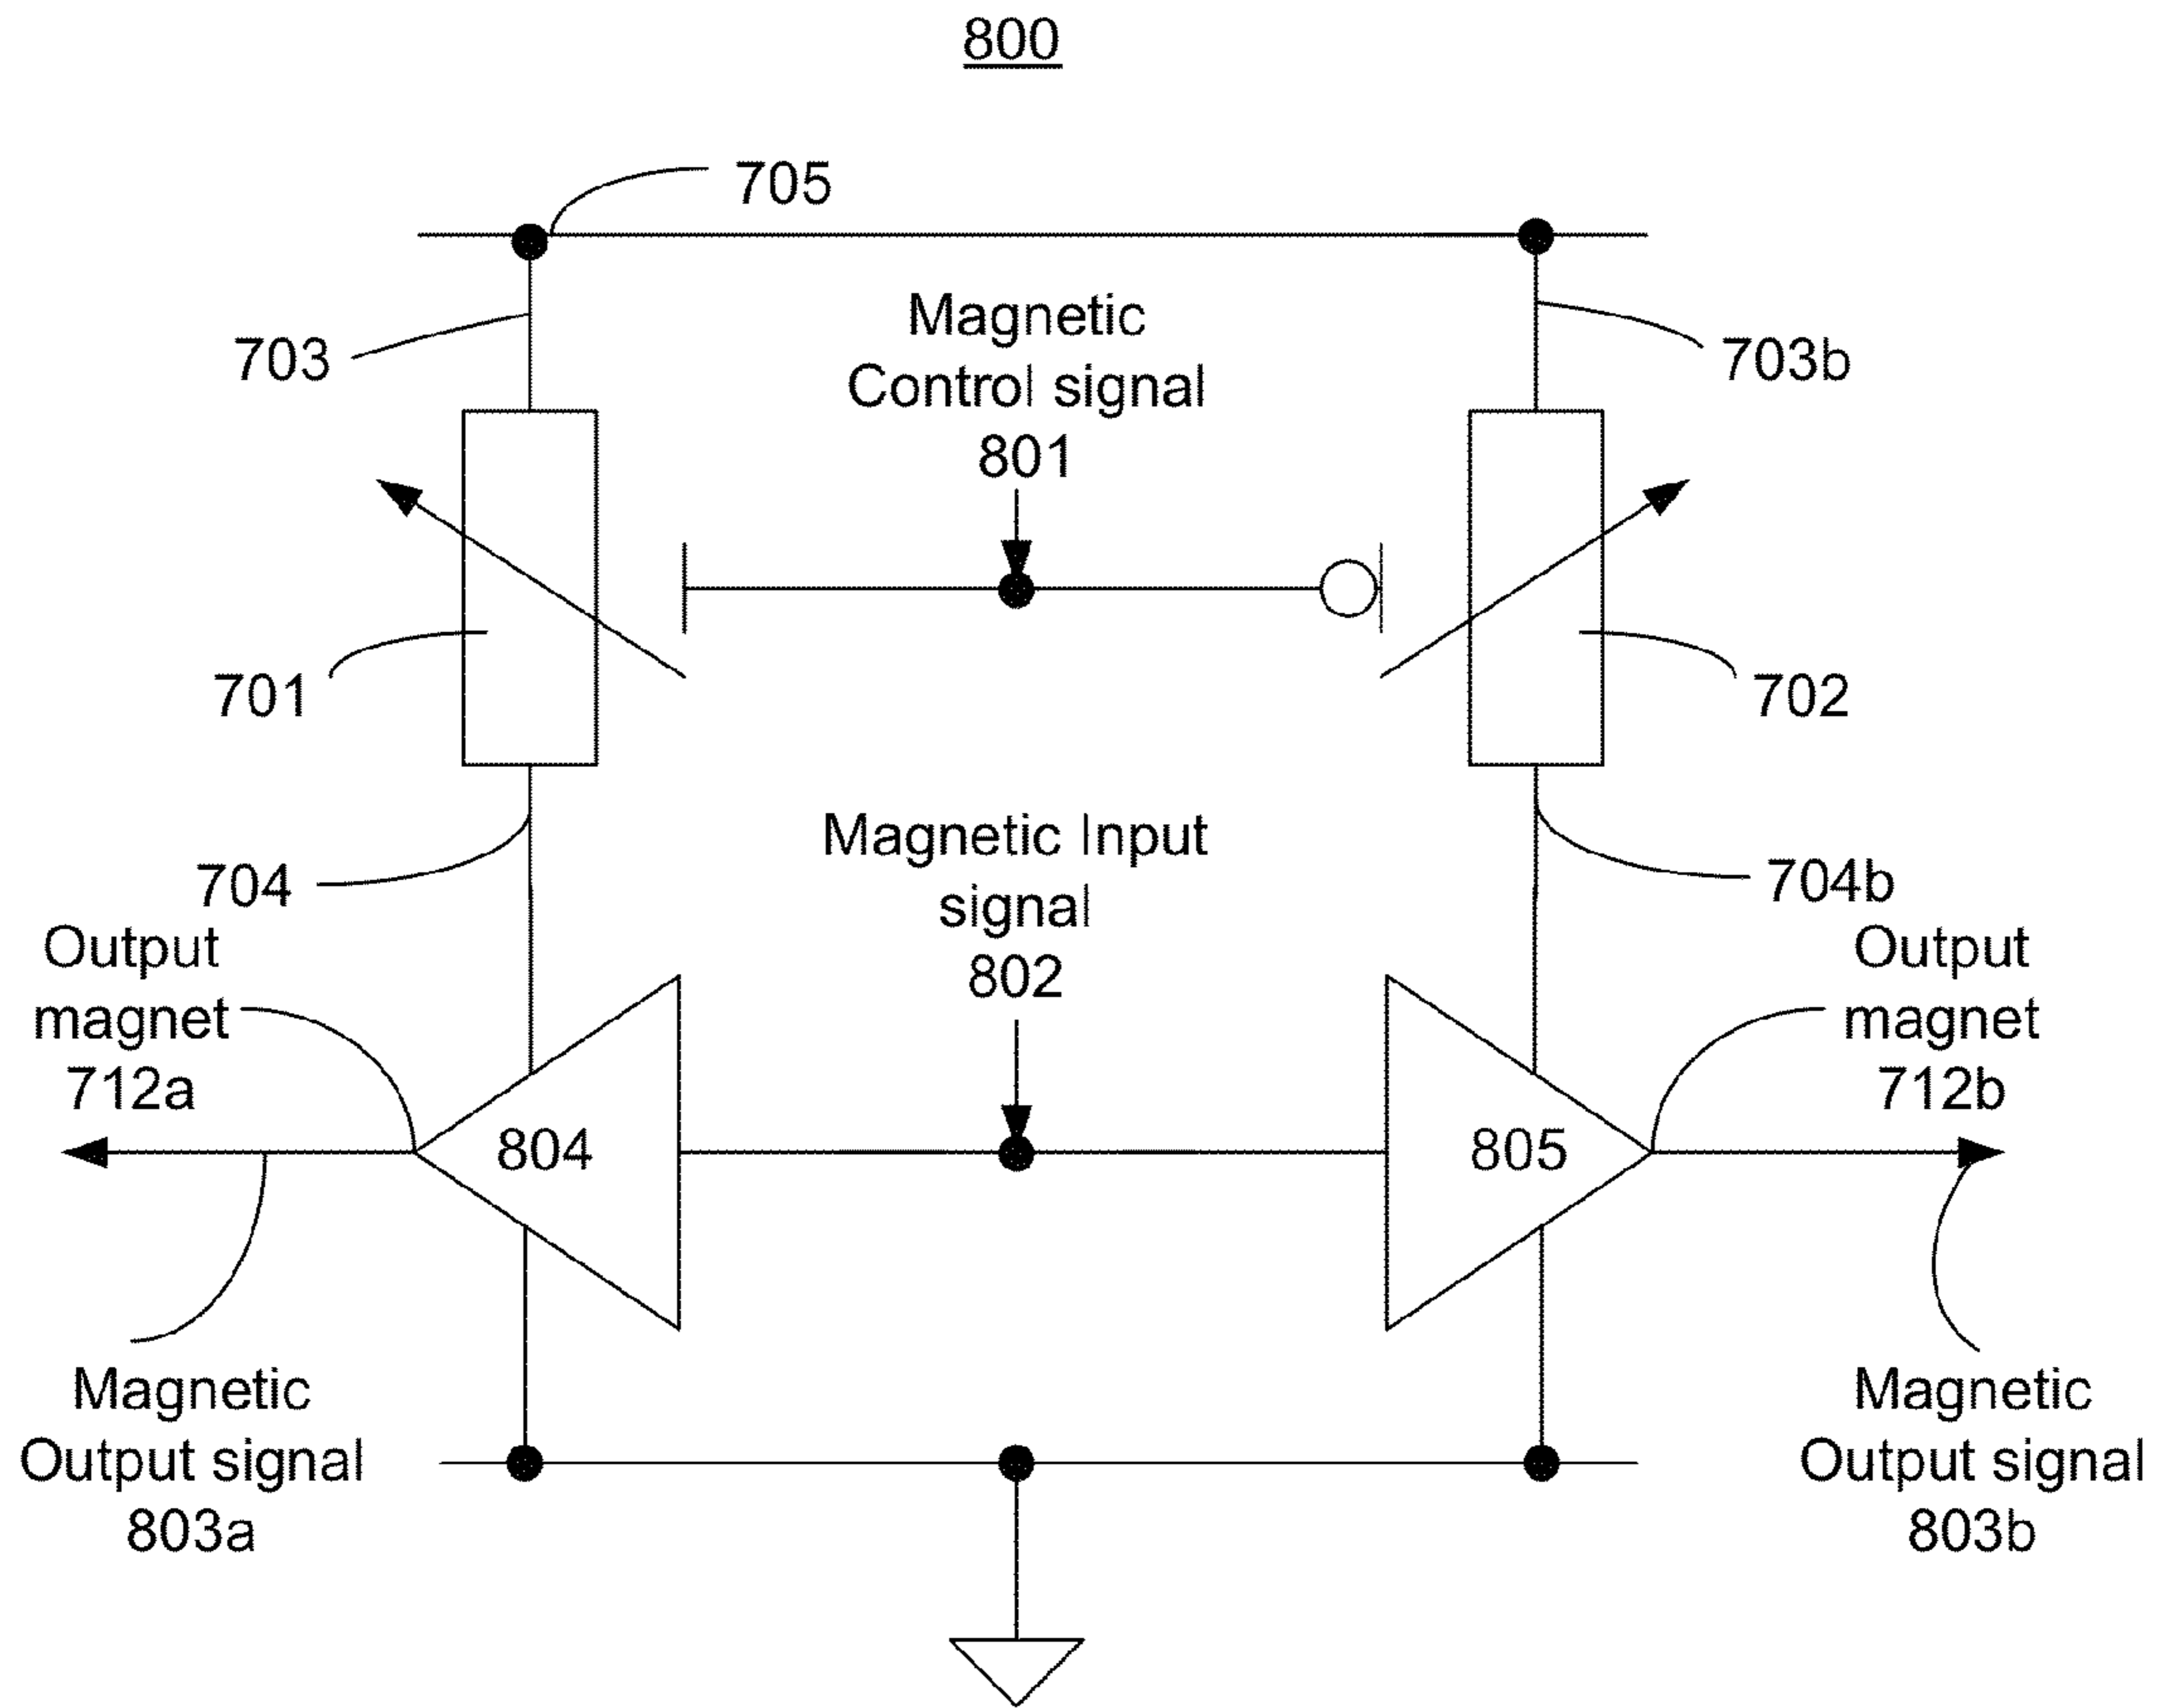 800
705
Magnetic
Control signal
801
703
703b
701
702
Magnetic Input
signal
802
704
704b
Output
magnet
712a
Output
magnet
712b
804
805
Magnetic
Output signal
803a
Magnetic
Output signal
803b